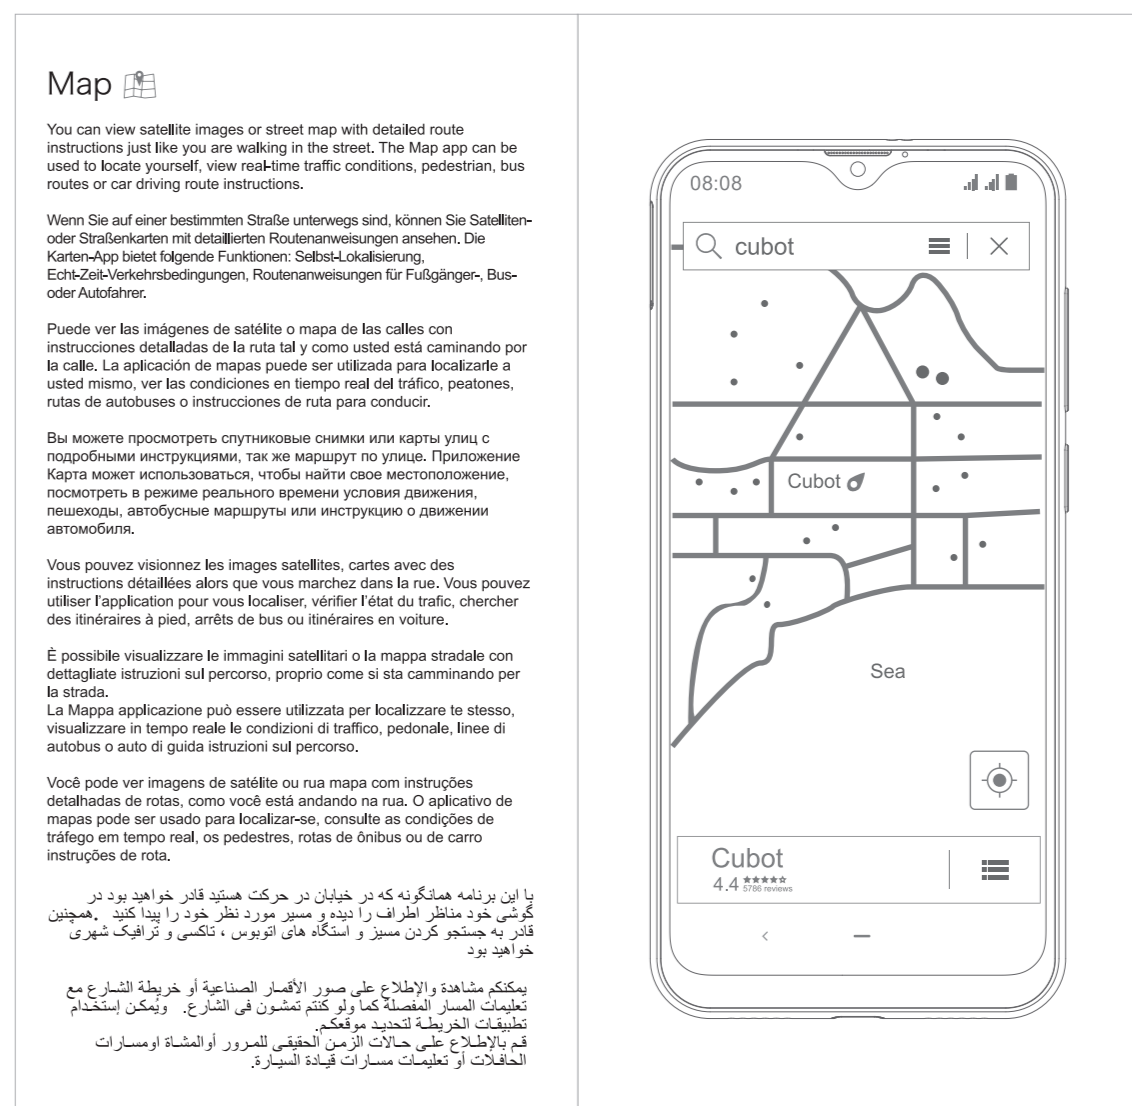 Map
You can view satellite images or street map with detailed route
instructions just like you are walking in the street. The Map app can be
used to locate yourself, view real-time traffic conditions, pedestrian, bus
routes or car driving route instructions.
Wenn Sie auf einer bestimmten Straße unterwegs sind, können Sie Satelliten-
oder Straßenkarten mit detaillierten Routenanweisungen ansehen. Die
Karten-App bietet folgende Funktionen: Selbst-Lokalisierung,
Echt-Zeit-Verkehrsbedingungen, Routenanweisungen für Fußgänger-, Bus-
oder Autofahrer.
Puede ver las imágenes de satélite o mapa de las calles con
instrucciones detalladas de la ruta tal y como usted está caminando por
la calle. La aplicación de mapas puede ser utilizada para localizarle a
usted mismo, ver las condiciones en tiempo real del tráfico, peatones,
rutas de autobuses o instrucciones de ruta para conducir.
Вы можете просмотреть спутниковые снимки или карты улиц с
подробными инструкциями, так же маршрут по улице. Приложение
Карта может использоваться, чтобы найти свое местоположение,
посмотреть в режиме реального времени условия движения,
пешеходы, автобусные маршруты или инструкцию о движении
автомобиля.
Vous pouvez visionnez les images satellites, cartes avec des
instructions détaillées alors que vous marchez dans la rue. Vous pouvez
utiliser l'application pour vous localiser, vérifier l'état du trafic, chercher
des itinéraires à pied, arrêts de bus ou itinéraires en voiture.
È possibile visualizzare le immagini satellitari o la mappa stradale con
dettagliate istruzioni sul percorso, proprio come si sta camminando per
la strada.
La Mappa applicazione può essere utilizzata per localizzare te stesso,
visualizzare in tempo reale le condizioni di traffico, pedonale, linee di
autobus o auto di guida istruzioni sul percorso.
Você pode ver imagens de satélite ou rua mapa com instruções
detalhadas de rotas, como você está andando na rua. O aplicativo de
mapas pode ser usado para localizar-se, consulte as condições de
tráfego em tempo real, os pedestres, rotas de ônibus ou de carro
instruções de rota.
با این برنامه همانگونه که در خیابان در حرکت هستید قادر خواهید بود در
گوشی خود مناظر اطراف را دیده و مسیر مورد نظر خود را پیدا کنید .همچنین
قادر به جستجو کردن مسیز و استگاه های اتوبوس ، تاکسی و ترافیک شهری
خواهید بود
يمكنكم مشاهدة والإطلاع على صور الأقمار الصناعية أو خريطة الشارع مع
تعليمات المسار المفصلة كما ولو كنتم تمشون فى الشارع. ويُمكن إستخدام
تطبيقات الخريطة لتحديد موقعكم.
قم بالإطلاع على حالات الزمن الحقيقى للمرور أوالمشاة اومسارات
الحافلات أو تعليمات مسارات قيادة السيارة.
08:08
cubot
Cubot
Sea
Cubot
4.4
5786 reviews